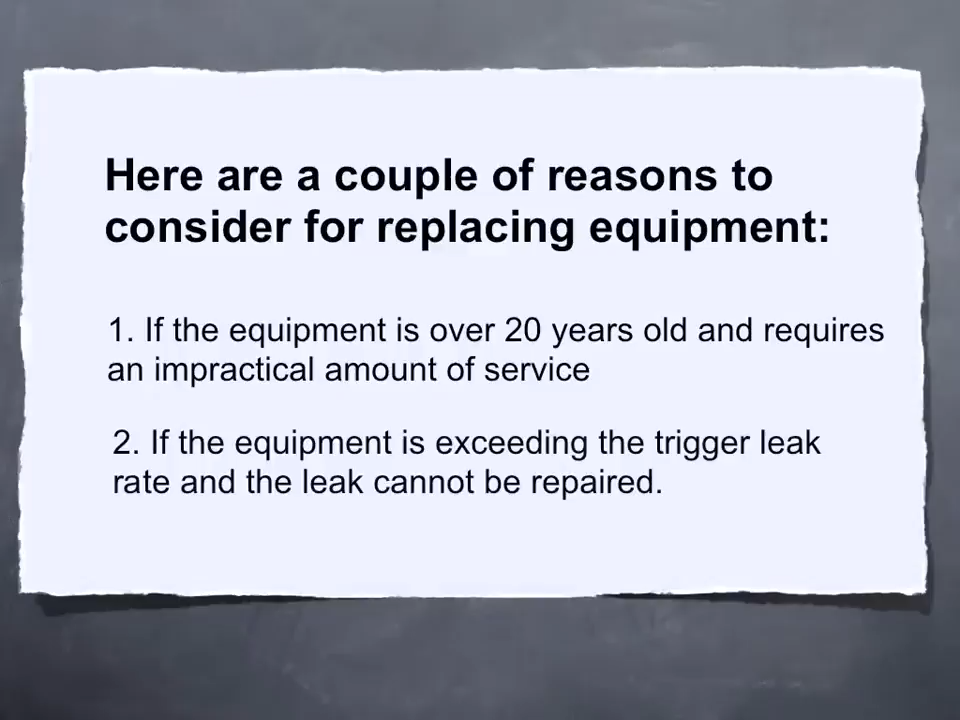 Here are a couple of reasons to
consider for replacing equipment:
1. If the equipment is over 20 years old and requires
an impractical amount of service
2. If the equipment is exceeding the trigger leak
rate and the leak cannot be repaired.